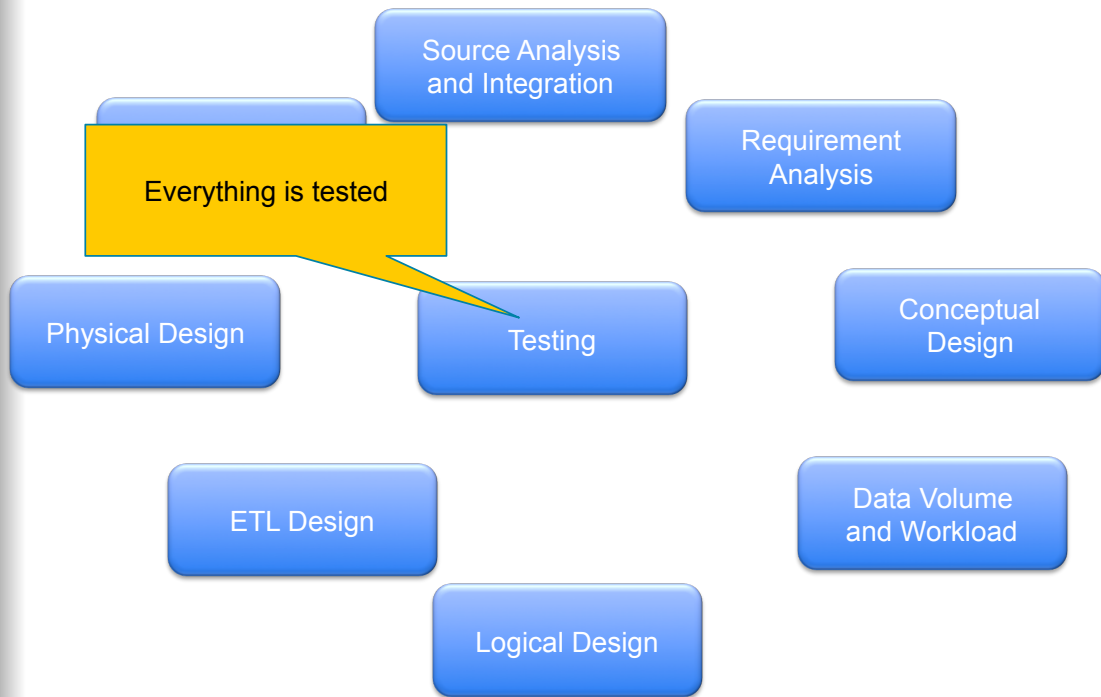 Source Analysis
and Integration
Requirement
Analysis
Everything is tested
Physical Design
Testing
Conceptual
Design
ETL Design
Data Volume
and Workload
Logical Design